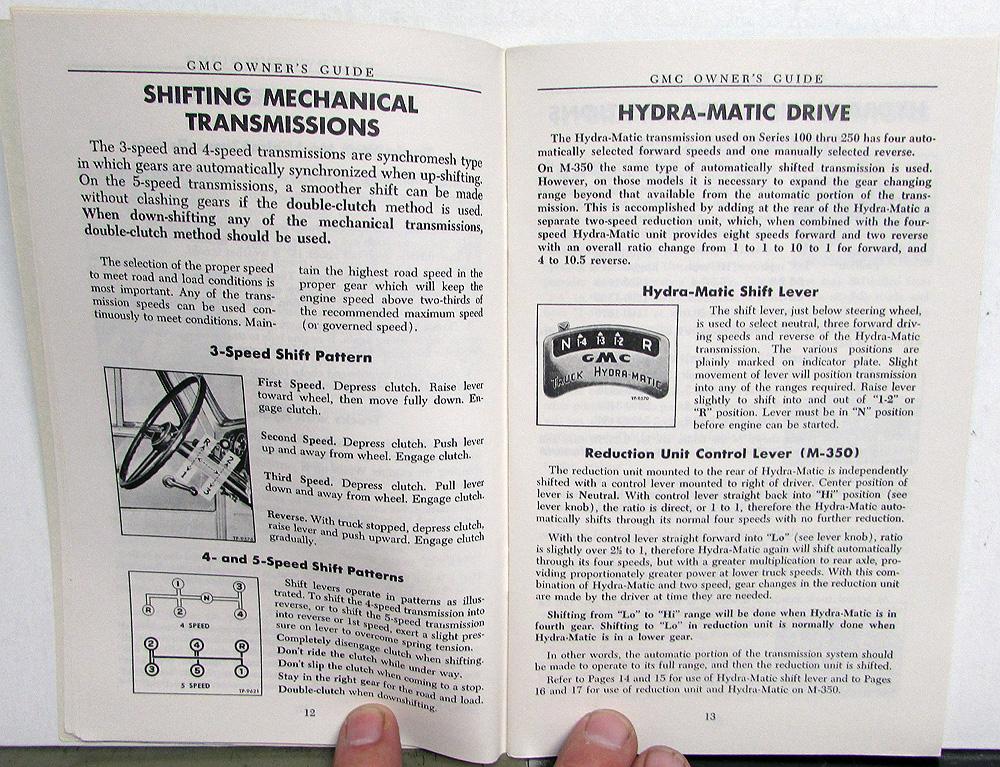 GMC OWNER'S GUIDE
SHIFTING MECHANICAL
TRANSMISSIONS
The 3-speed and 4-speed transmissions are synchromesh type
in which gears are automatically synchronized when up-shifting.
On the 5-speed transmissions, a smoother shift can be made
without clashing gears if the double-clutch method is used.
When down-shifting any of the mechanical transmissions,
double-clutch method should be used.
The selection of the proper speed
to meet road and load conditions is
most important. Any of the trans-
mission speeds can be used con-
tinuously to meet conditions. Main-
tain the highest road speed in the
proper gear which will keep the
engine speed above two-thirds of
the recommended maximum speed
(or governed speed).
3-Speed Shift Pattern
First Speed. Depress clutch. Raise lever
toward wheel, then move fully down. En-
gage clutch.
Second Speed. Depress clutch. Push lever
up and away from wheel. Engage clutch.
Third Speed. Depress clutch. Pull lever
down and away from wheel. Engage clutch.
Reverse. With truck stopped, depress clutch,
raise lever and push upward. Engage clutch
gradually.
4- and 5-Speed Shift Patterns
1 3
N
R 2 4
4 SPEED
2 4 R
3 5 1
5 SPEED
TP-9621
Shift levers operate in patterns as illus-
trated. To shift the 4-speed transmission into
reverse, or to shift the 5-speed transmission
into reverse or 1st speed, exert a slight pres-
sure on lever to overcome spring tension.
Completely disengage clutch when shifting.
Don't ride the clutch while under way.
Don't slip the clutch when coming to a stop.
Stay in the right gear for the road and load.
Double-clutch when downshifting.
12
GMC OWNER'S GUIDE
HYDRA-MATIC DRIVE
The Hydra-Matic transmission used on Series 100 thru 250 has four auto-
matically selected forward speeds and one manually selected reverse.
On M-350 the same type of automatically shifted transmission is used.
However, on those models it is necessary to expand the gear changing
range beyond that available from the automatic portion of the trans-
mission. This is accomplished by adding at the rear of the Hydra-Matic a
separate two-speed reduction unit, which, when combined with the four-
speed Hydra-Matic unit provides eight speeds forward and two reverse
with an overall ratio change from 1 to 1 to 10 to 1 for forward, and
4 to 10.5 reverse.
Hydra-Matic Shift Lever
N 4 3 2 R
GMC
TRUCK HYDRA-MATIC
TP-9370
The shift lever, just below steering wheel,
is used to select neutral, three forward driv-
ing speeds and reverse of the Hydra-Matic
transmission. The various positions are
plainly marked on indicator plate. Slight
movement of lever will position transmission
into any of the ranges required. Raise lever
slightly to shift into and out of "1-2" or
"R" position. Lever must be in "N" position
before engine can be started.
Reduction Unit Control Lever (M-350)
The reduction unit mounted to the rear of Hydra-Matic is independently
shifted with a control lever mounted to right of driver. Center position of
lever is Neutral. With control lever straight back into "Hi" position (see
lever knob), the ratio is direct, or 1 to 1, therefore the Hydra-Matic auto-
matically shifts through its normal four speeds with no further reduction.
With the control lever straight forward into "Lo" (see lever knob), ratio
is slightly over 2½ to 1, therefore Hydra-Matic again will shift automatically
through its four speeds, but with a greater multiplication to rear axle, pro-
viding proportionately greater power at lower truck speeds. With this com-
bination of Hydra-Matic and two speed, gear changes in the reduction unit
are made by the driver at time they are needed.
Shifting from "Lo" to "Hi" range will be done when Hydra-Matic is in
fourth gear. Shifting to "Lo" in reduction unit is normally done when
Hydra-Matic is in a lower gear.
In other words, the automatic portion of the transmission system should
be made to operate to its full range, and then the reduction unit is shifted.
Refer to Pages 14 and 15 for use of Hydra-Matic shift lever and to Pages
16 and 17 for use of reduction unit and Hydra-Matic on M-350.
13